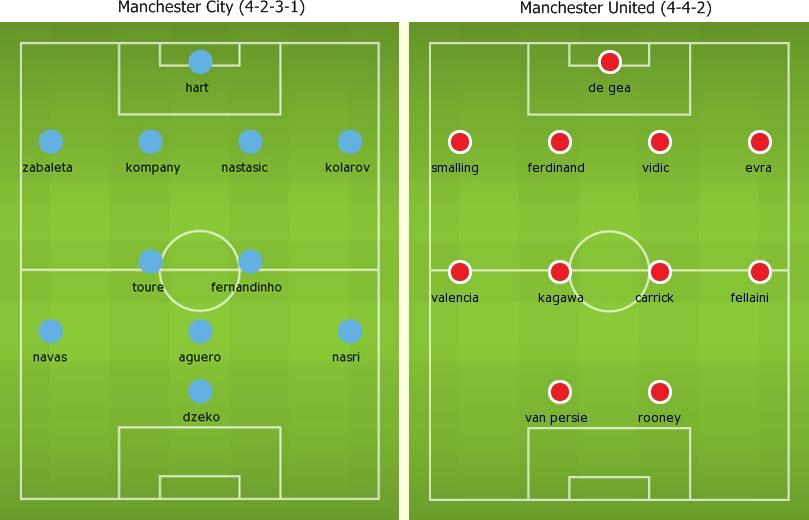 Manchester City (4-2-3-1)
hart
zabaleta kompany nastasic kolarov
toure fernandinho
navas aguero nasri
dzeko
Manchester United (4-4-2)
de gea
smalling ferdinand vidic evra
valencia kagawa carrick fellaini
van persie rooney